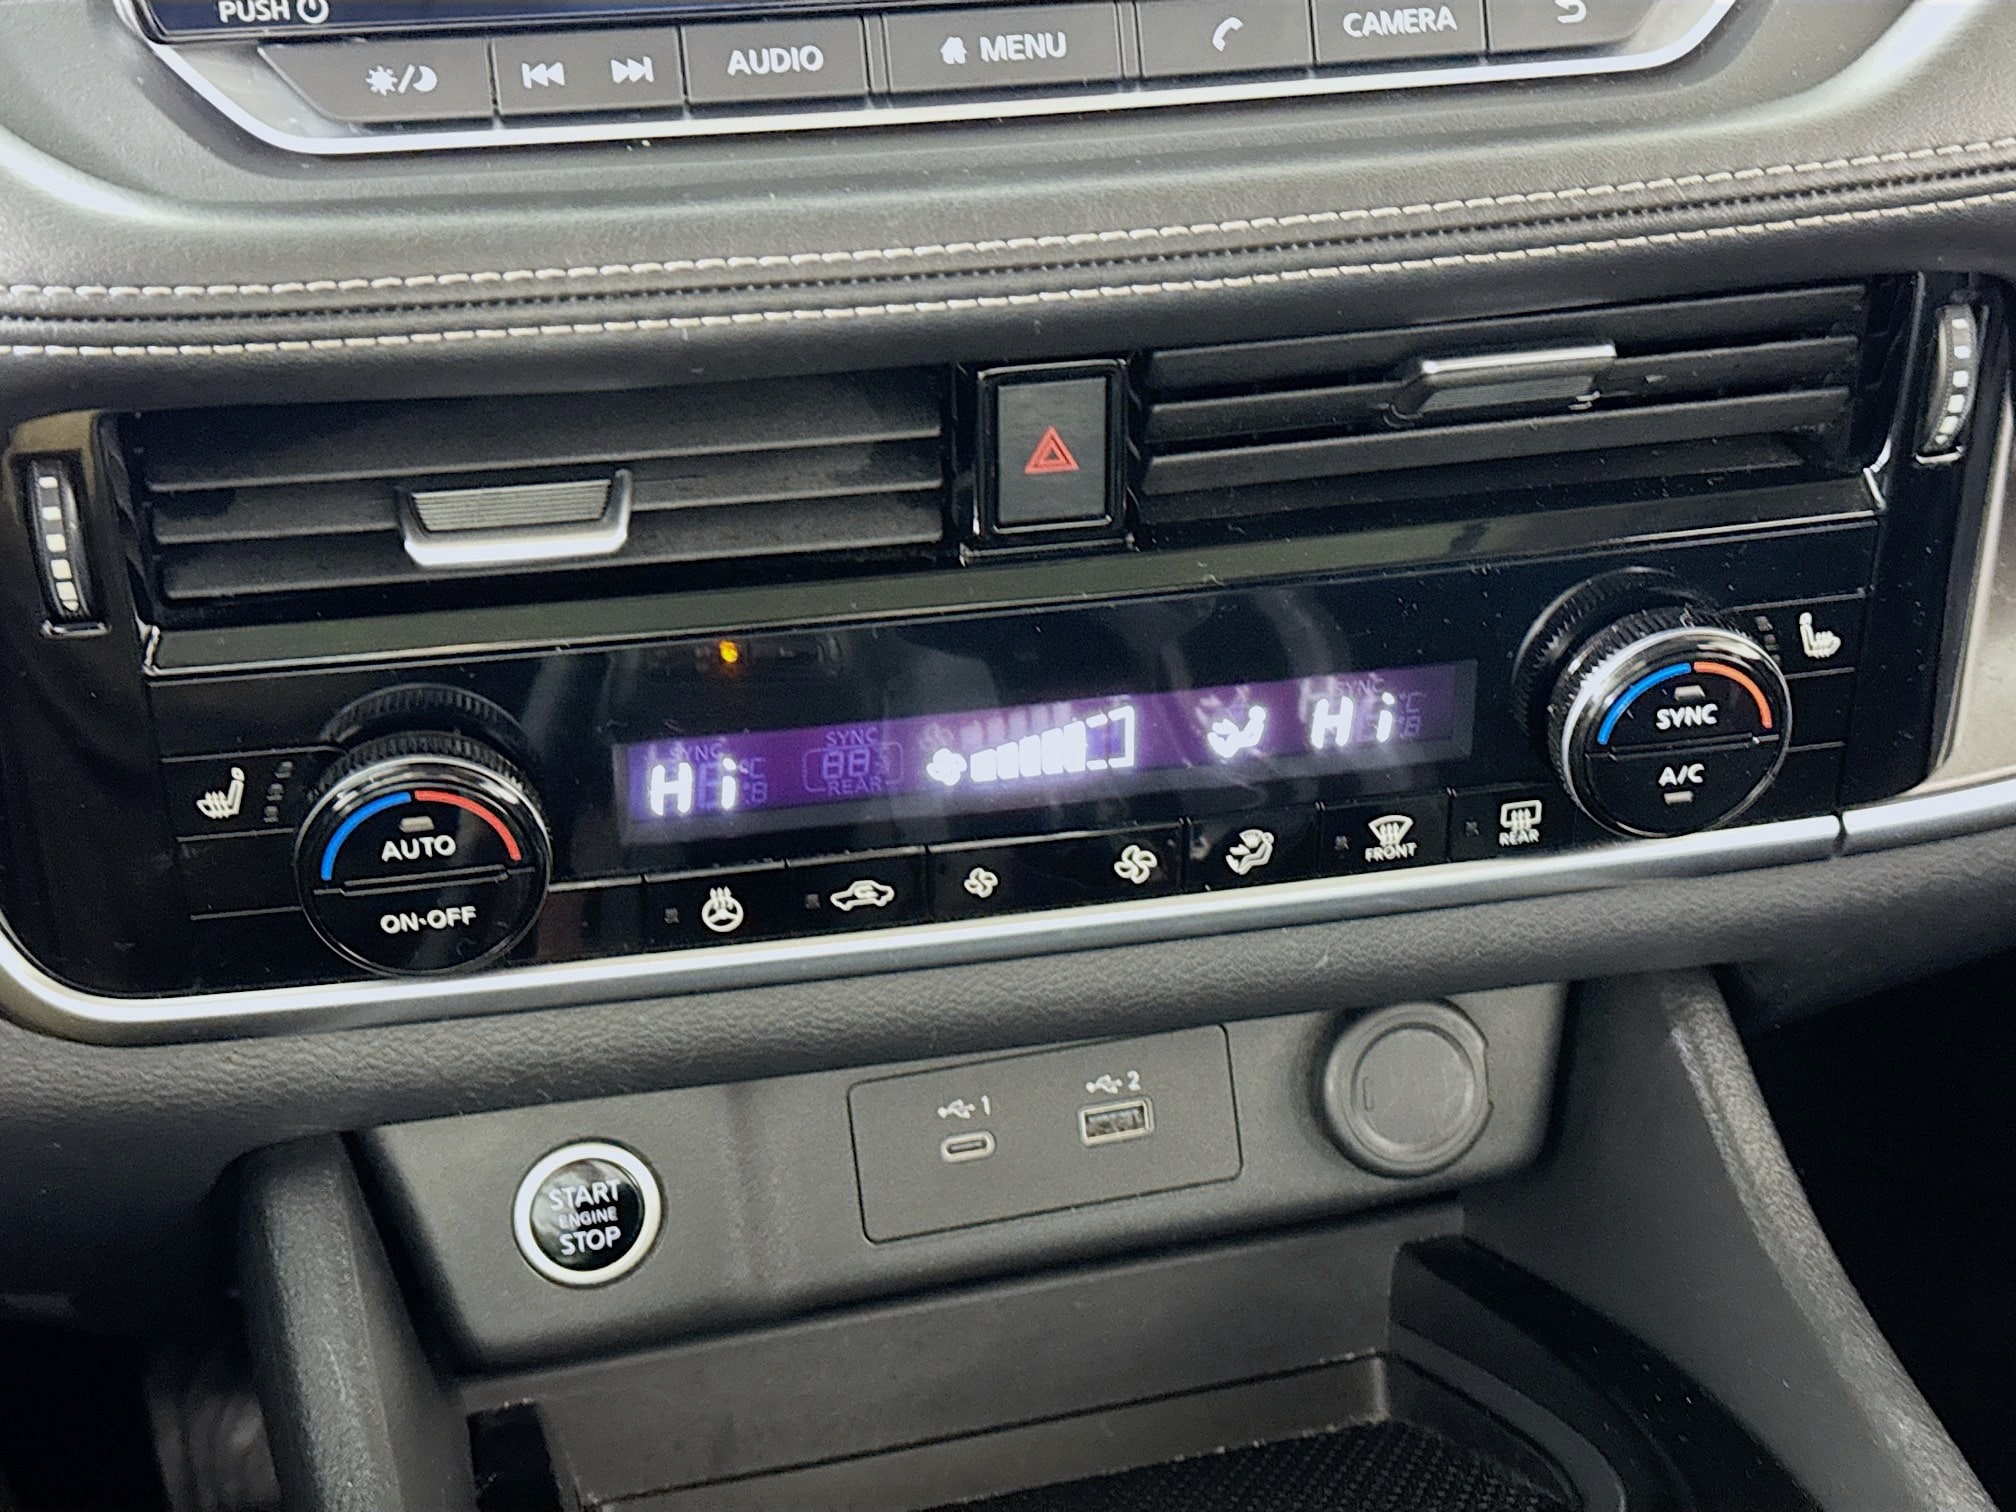 PUSH
AUDIO
MENU
CAMERA
SYNC
Hi
SYNC
88
REAR
SYNC
Hi
AUTO
ON·OFF
SYNC
A/C
FRONT
REAR
1
2
START
ENGINE
STOP